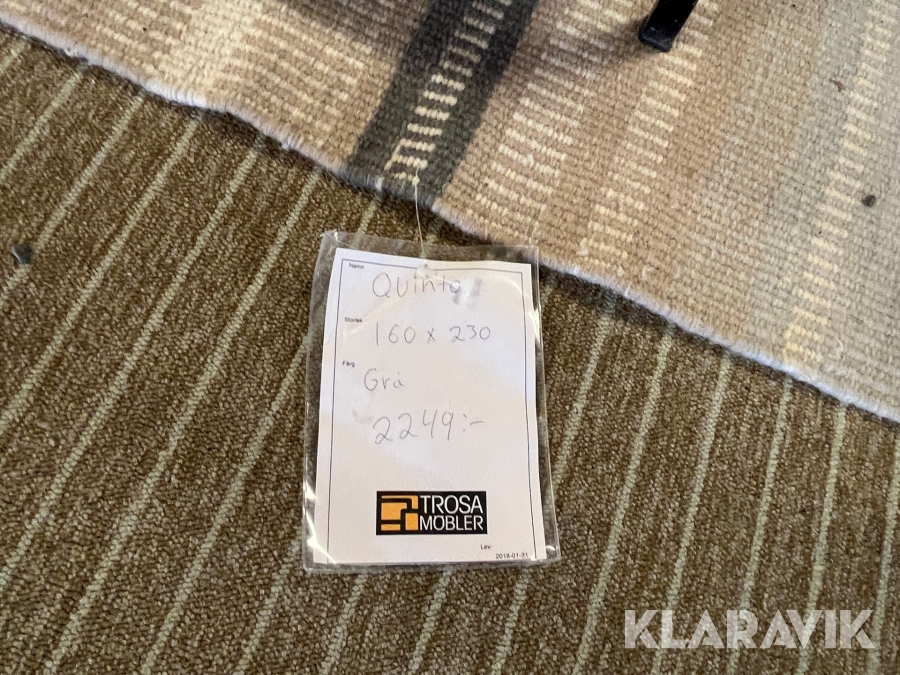 Namn
Quinto
Storlek
160 x 230
Färg
Grå
2249:-
TROSA
MÖBLER
Lev:
2018-01-31
KLARAVIK